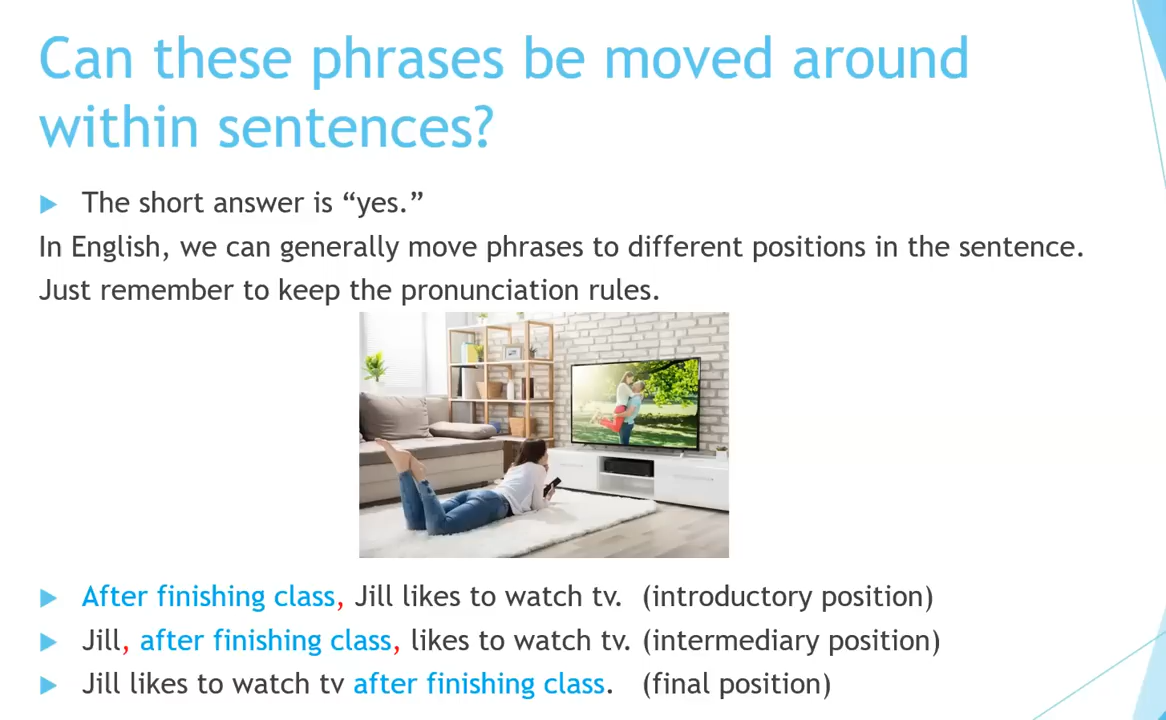 Can these phrases be moved around
within sentences?
The short answer is “yes.”
In English, we can generally move phrases to different positions in the sentence.
Just remember to keep the pronunciation rules.
After finishing class, Jill likes to watch tv. (introductory position)
Jill, after finishing class, likes to watch tv. (intermediary position)
Jill likes to watch tv after finishing class. (final position)